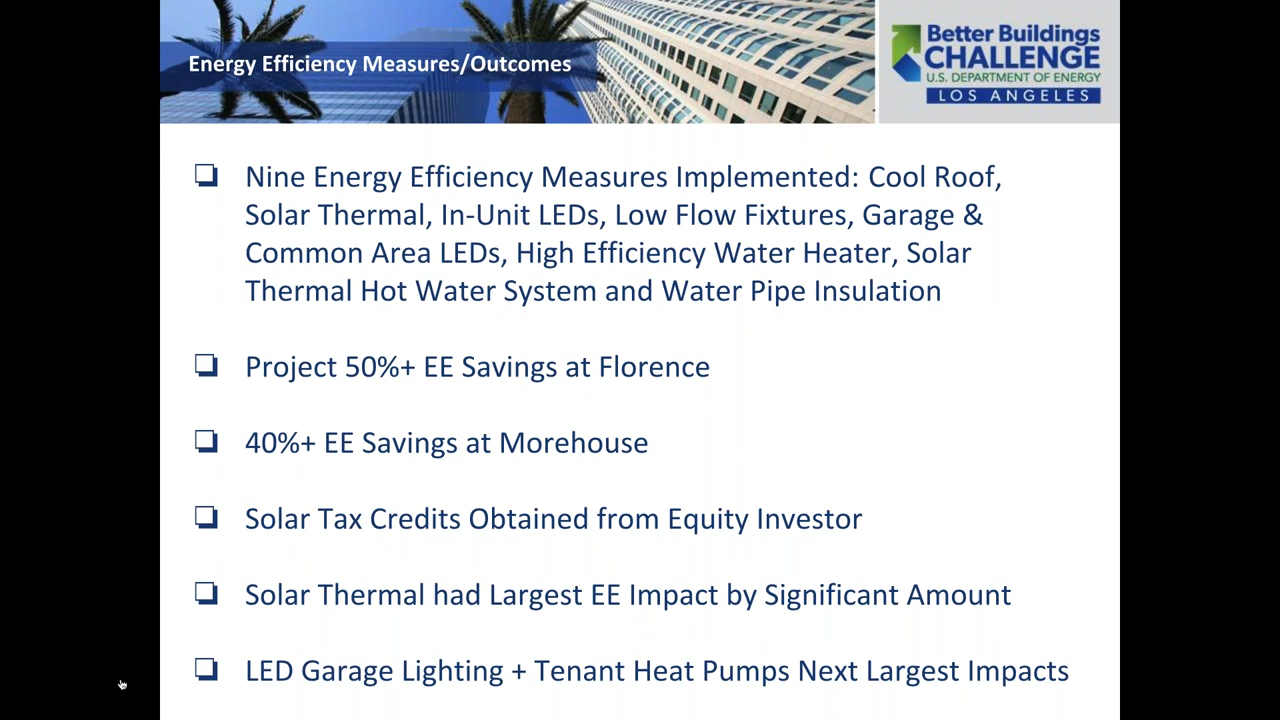 Energy Efficiency Measures/Outcomes
Better Buildings
CHALLENGE
U.S. DEPARTMENT OF ENERGY
LOS ANGELES
❏ Nine Energy Efficiency Measures Implemented: Cool Roof,
Solar Thermal, In-Unit LEDs, Low Flow Fixtures, Garage &
Common Area LEDs, High Efficiency Water Heater, Solar
Thermal Hot Water System and Water Pipe Insulation
❏ Project 50%+ EE Savings at Florence
❏ 40%+ EE Savings at Morehouse
❏ Solar Tax Credits Obtained from Equity Investor
❏ Solar Thermal had Largest EE Impact by Significant Amount
❏ LED Garage Lighting + Tenant Heat Pumps Next Largest Impacts